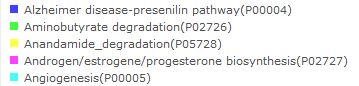 Alzheimer disease-presenilin pathway(P00004)
Aminobutyrate degradation(P02726)
Anandamide_degradation(P05728)
Androgen/estrogene/progesterone biosynthesis(P02727)
Angiogenesis(P00005)